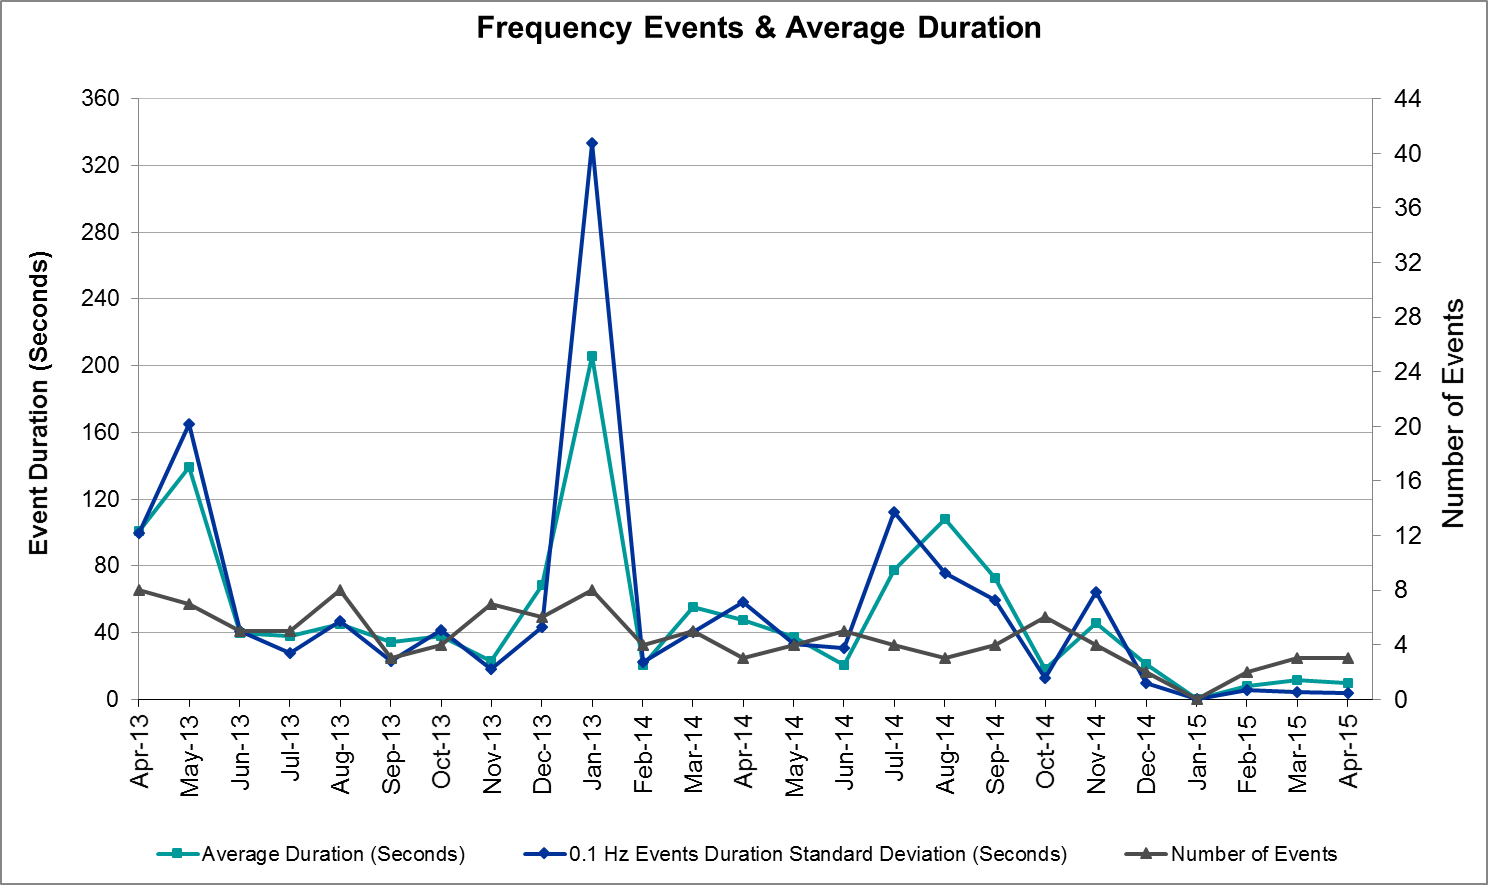 Frequency Events & Average Duration
360
320
280
240
200
160
120
80
40
0
Event Duration (Seconds)
44
40
36
32
28
24
20
16
12
8
4
0
Number of Events
Apr-13
May-13
Jun-13
Jul-13
Aug-13
Sep-13
Oct-13
Nov-13
Dec-13
Jan-13
Feb-14
Mar-14
Apr-14
May-14
Jun-14
Jul-14
Aug-14
Sep-14
Oct-14
Nov-14
Dec-14
Jan-15
Feb-15
Mar-15
Apr-15
Average Duration (Seconds) 0.1 Hz Events Duration Standard Deviation (Seconds) Number of Events